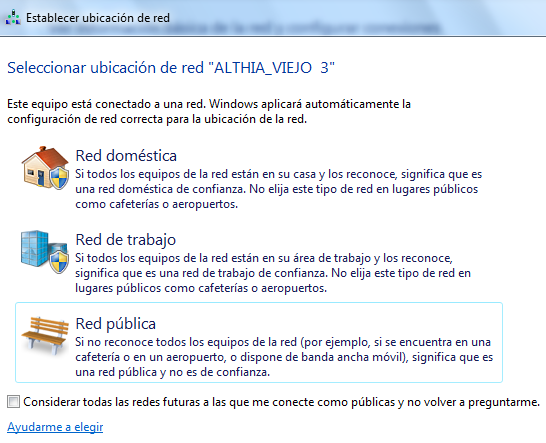 Establecer ubicación de red
Seleccionar ubicación de red "ALTHIA_VIEJO 3"
Este equipo está conectado a una red. Windows aplicará automáticamente la
configuración de red correcta para la ubicación de la red.
Red doméstica
Si todos los equipos de la red están en su casa y los reconoce, significa que es
una red doméstica de confianza. No elija este tipo de red en lugares públicos
como cafeterías o aeropuertos.
Red de trabajo
Si todos los equipos de la red están en su área de trabajo y los reconoce,
significa que es una red de trabajo de confianza. No elija este tipo de red en
lugares públicos como cafeterías o aeropuertos.
Red pública
Si no reconoce todos los equipos de la red (por ejemplo, si se encuentra en una
cafetería o en un aeropuerto, o dispone de banda ancha móvil), significa que es
una red pública y no es de confianza.
Considerar todas las redes futuras a las que me conecte como públicas y no volver a preguntarme.
Ayudarme a elegir